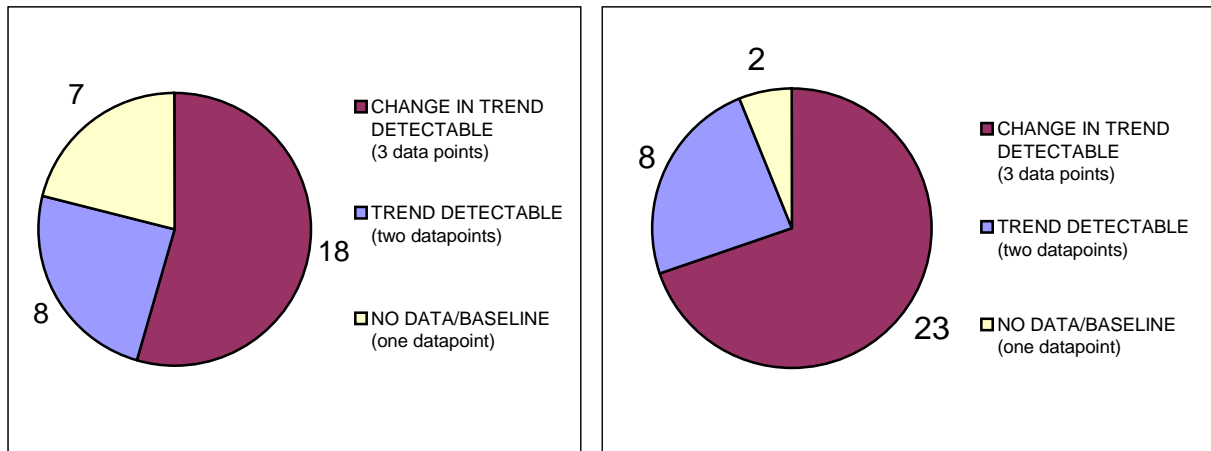 7
8
18
CHANGE IN TREND
DETECTABLE
(3 data points)
TREND DETECTABLE
(two datapoints)
NO DATA/BASELINE
(one datapoint)
2
8
23
CHANGE IN TREND
DETECTABLE
(3 data points)
TREND DETECTABLE
(two datapoints)
NO DATA/BASELINE
(one datapoint)